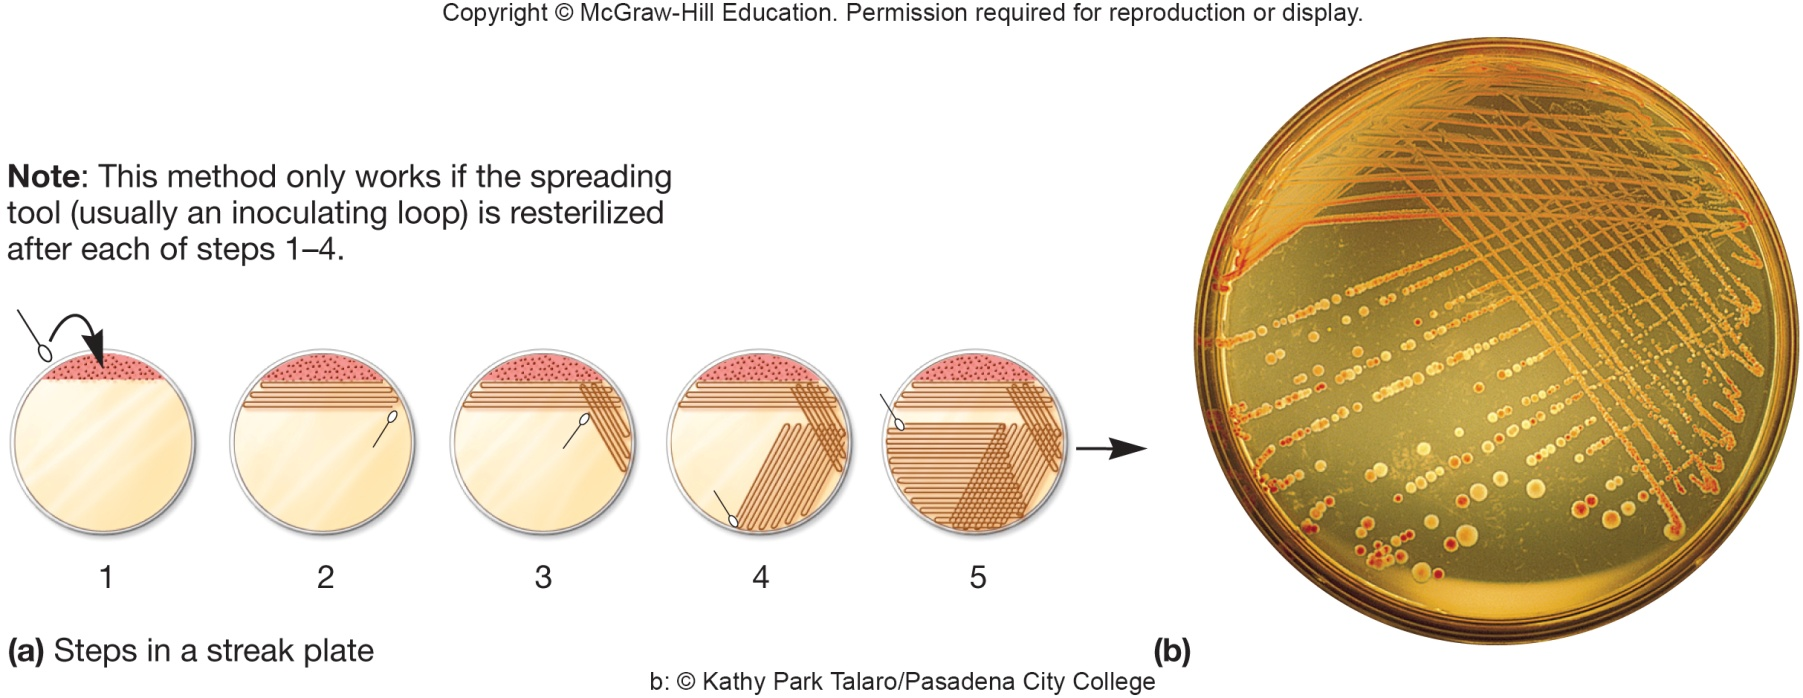 Copyright © McGraw-Hill Education. Permission required for reproduction or display.
Note: This method only works if the spreading
tool (usually an inoculating loop) is resterilized
after each of steps 1–4.
1 2 3 4 5
(a) Steps in a streak plate
(b)
b: © Kathy Park Talaro/Pasadena City College